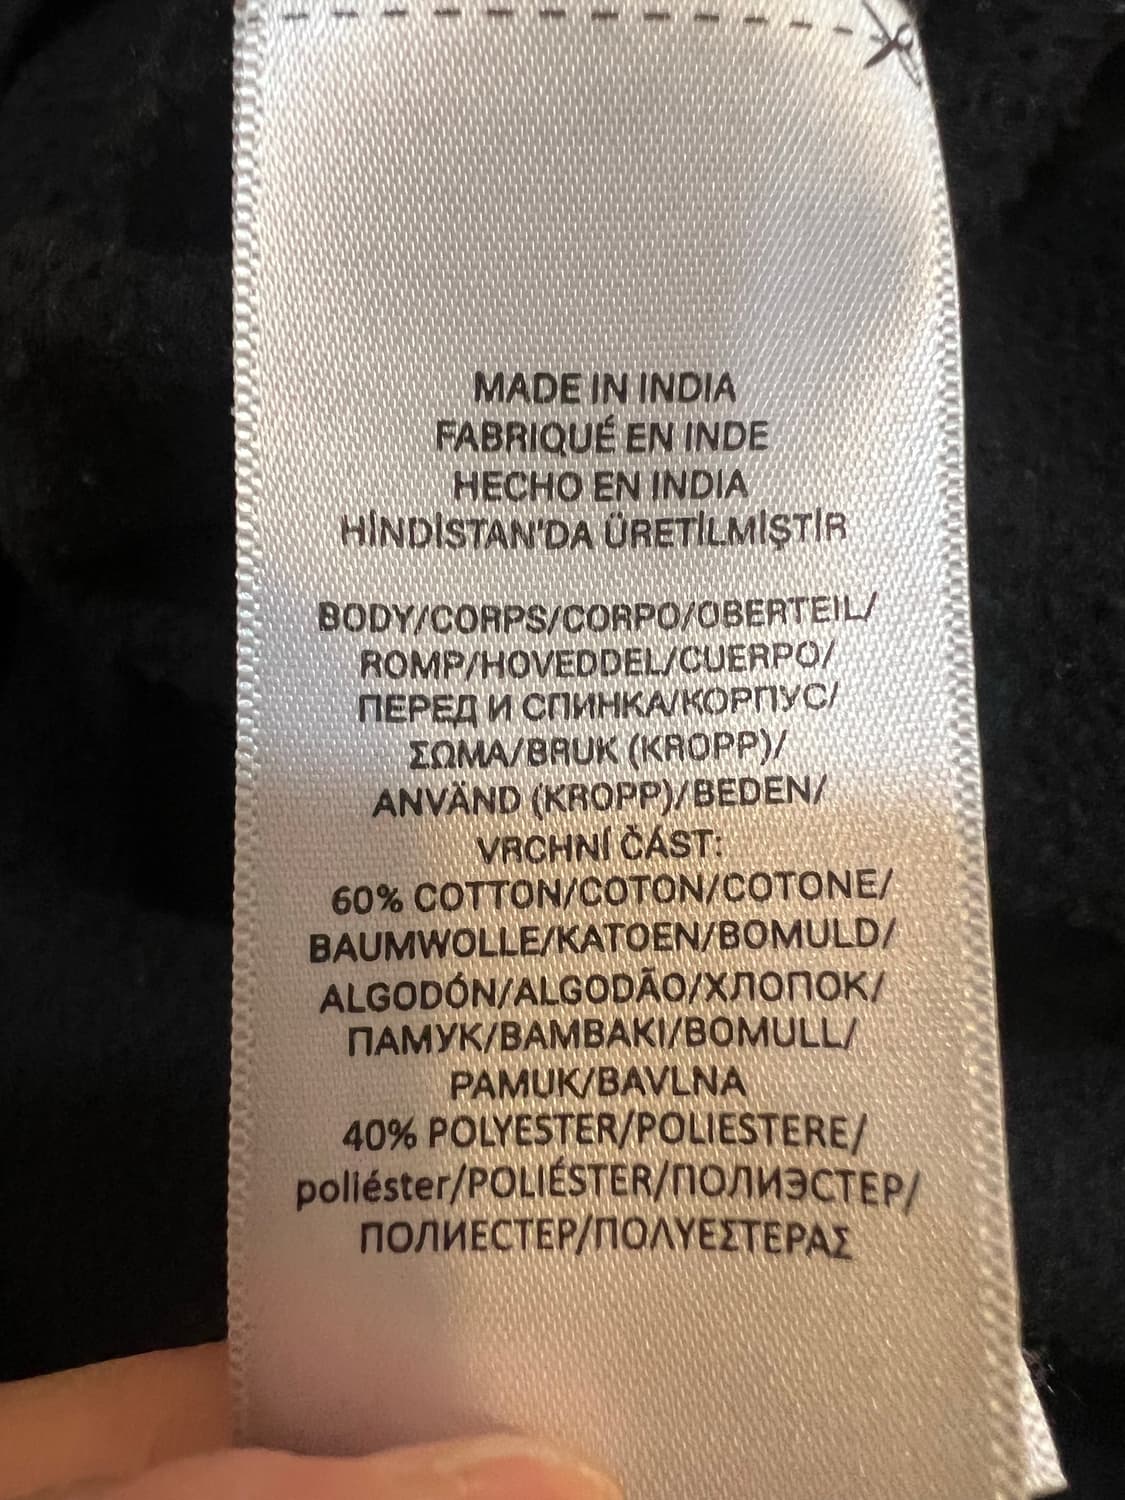 MADE IN INDIA
FABRIQUÉ EN INDE
HECHO EN INDIA
HİNDİSTAN'DA ÜRETİLMİŞTİR
BODY/CORPS/CORPO/OBERTEIL/
ROMP/HOVEDDEL/CUERPO/
ПЕРЕД И СПИНКА/КОРПУС/
ΣΩΜΑ/BRUK (KROPP)/
ANVÄND (KROPP)/BEDEN/
VRCHNÍ ČÁST:
60% COTTON/COTON/COTONE/
BAUMWOLLE/KATOEN/BOMULD/
ALGODÓN/ALGODÃO/ХЛОПОК/
ПАМУК/BAMBAKI/BOMULL/
PAMUK/BAVLNA
40% POLYESTER/POLIESTERE/
poliéster/POLIÉSTER/ПОЛИЭСТЕР/
ПОЛИЕСТЕР/ΠΟΛΥΕΣΤΕΡΑΣ